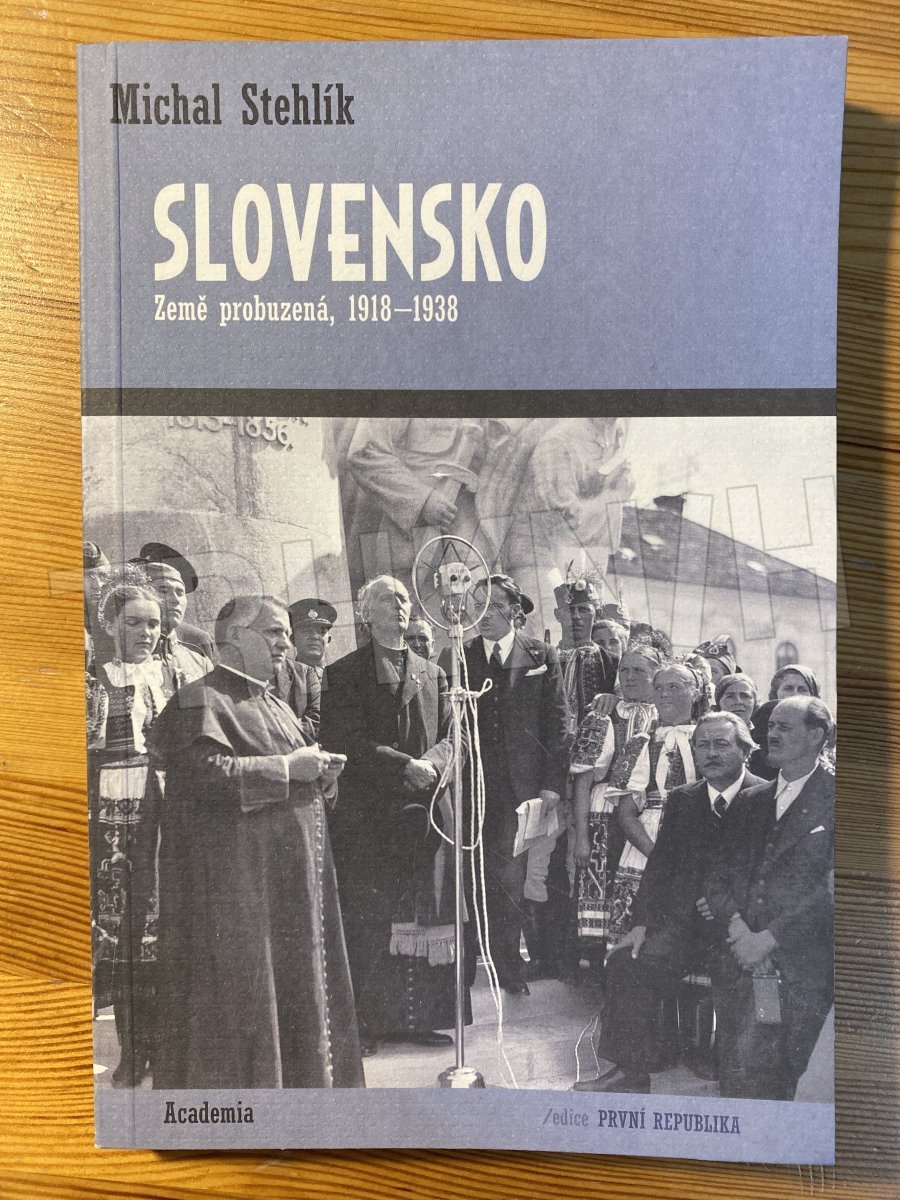 Michal Stehlík
SLOVENSKO
Země probuzená, 1918–1938
Academia
/edice PRVNÍ REPUBLIKA